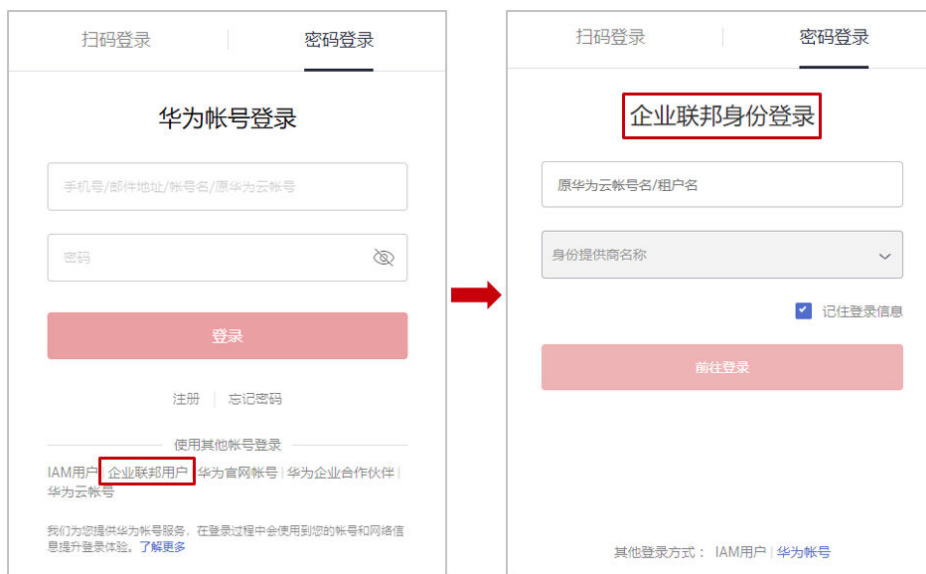 扫码登录
密码登录
华为帐号登录
手机号/邮件地址/帐号名/原华为云帐号
密码
登录
注册 | 忘记密码
使用其他帐号登录
IAM用户 | 企业联邦用户 | 华为官网帐号 | 华为企业合作伙伴 |
华为云帐号
我们为您提供华为帐号服务，在登录过程中会使用到您的帐号和网络信
息提升登录体验。了解更多
扫码登录
密码登录
企业联邦身份登录
原华为云帐号名/租户名
身份提供商名称
记住登录信息
前往登录
其他登录方式： IAM用户 | 华为帐号